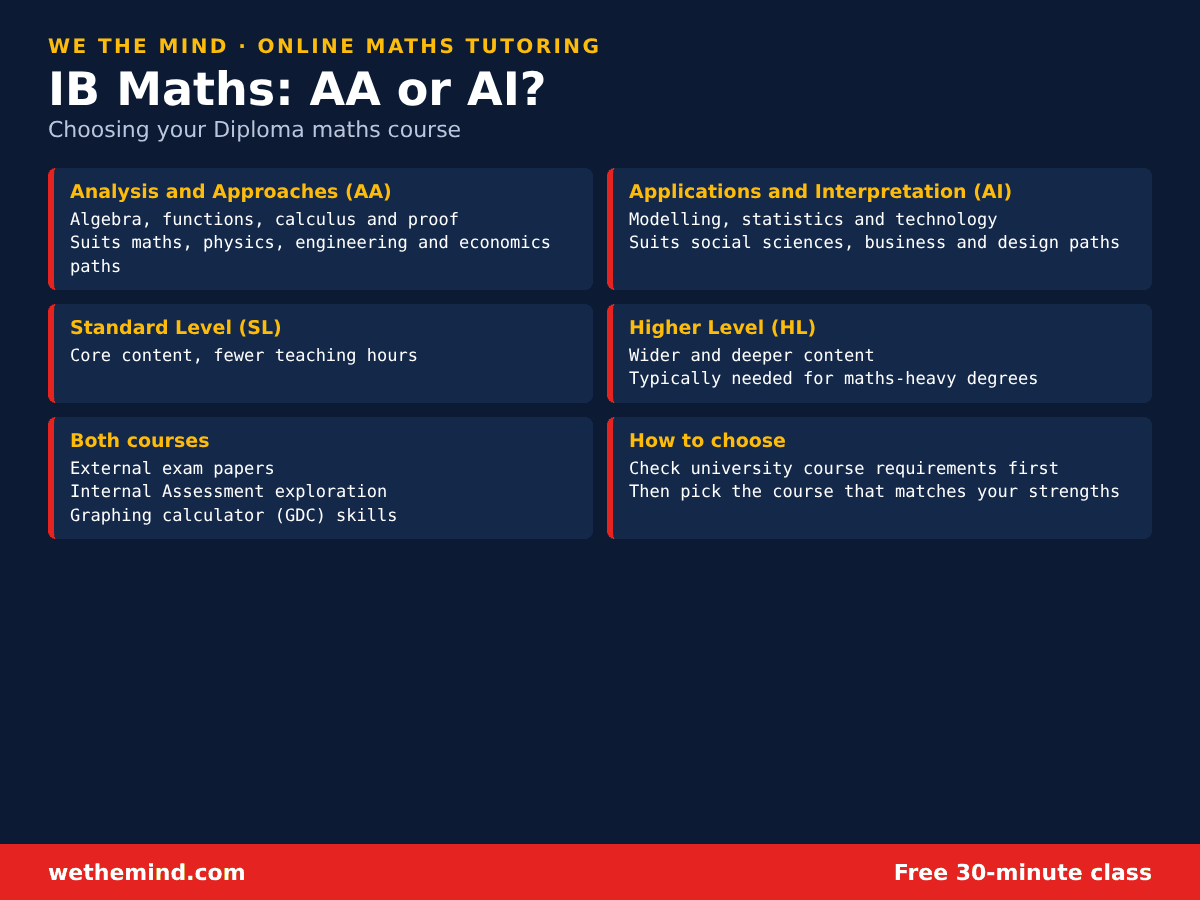 WE THE MIND · ONLINE MATHS TUTORING
IB Maths: AA or AI?
Choosing your Diploma maths course
Analysis and Approaches (AA)
Algebra, functions, calculus and proof
Suits maths, physics, engineering and economics
paths
Applications and Interpretation (AI)
Modelling, statistics and technology
Suits social sciences, business and design paths
Standard Level (SL)
Core content, fewer teaching hours
Higher Level (HL)
Wider and deeper content
Typically needed for maths-heavy degrees
Both courses
External exam papers
Internal Assessment exploration
Graphing calculator (GDC) skills
How to choose
Check university course requirements first
Then pick the course that matches your strengths
wethemind.com
Free 30-minute class